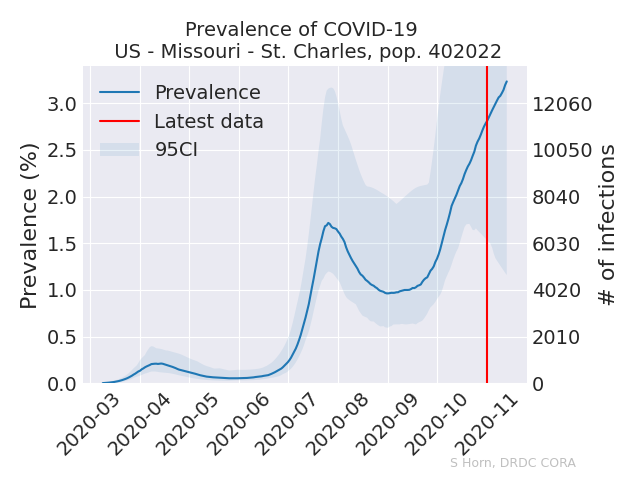 Prevalence of COVID-19
US - Missouri - St. Charles, pop. 402022
Prevalence
Latest data
95CI
Prevalence (%)
3.0
2.5
2.0
1.5
1.0
0.5
0.0
12060
10050
8040
6030
4020
2010
0
# of infections
2020-03
2020-04
2020-05
2020-06
2020-07
2020-08
2020-09
2020-10
2020-11
S Horn, DRDC CORA